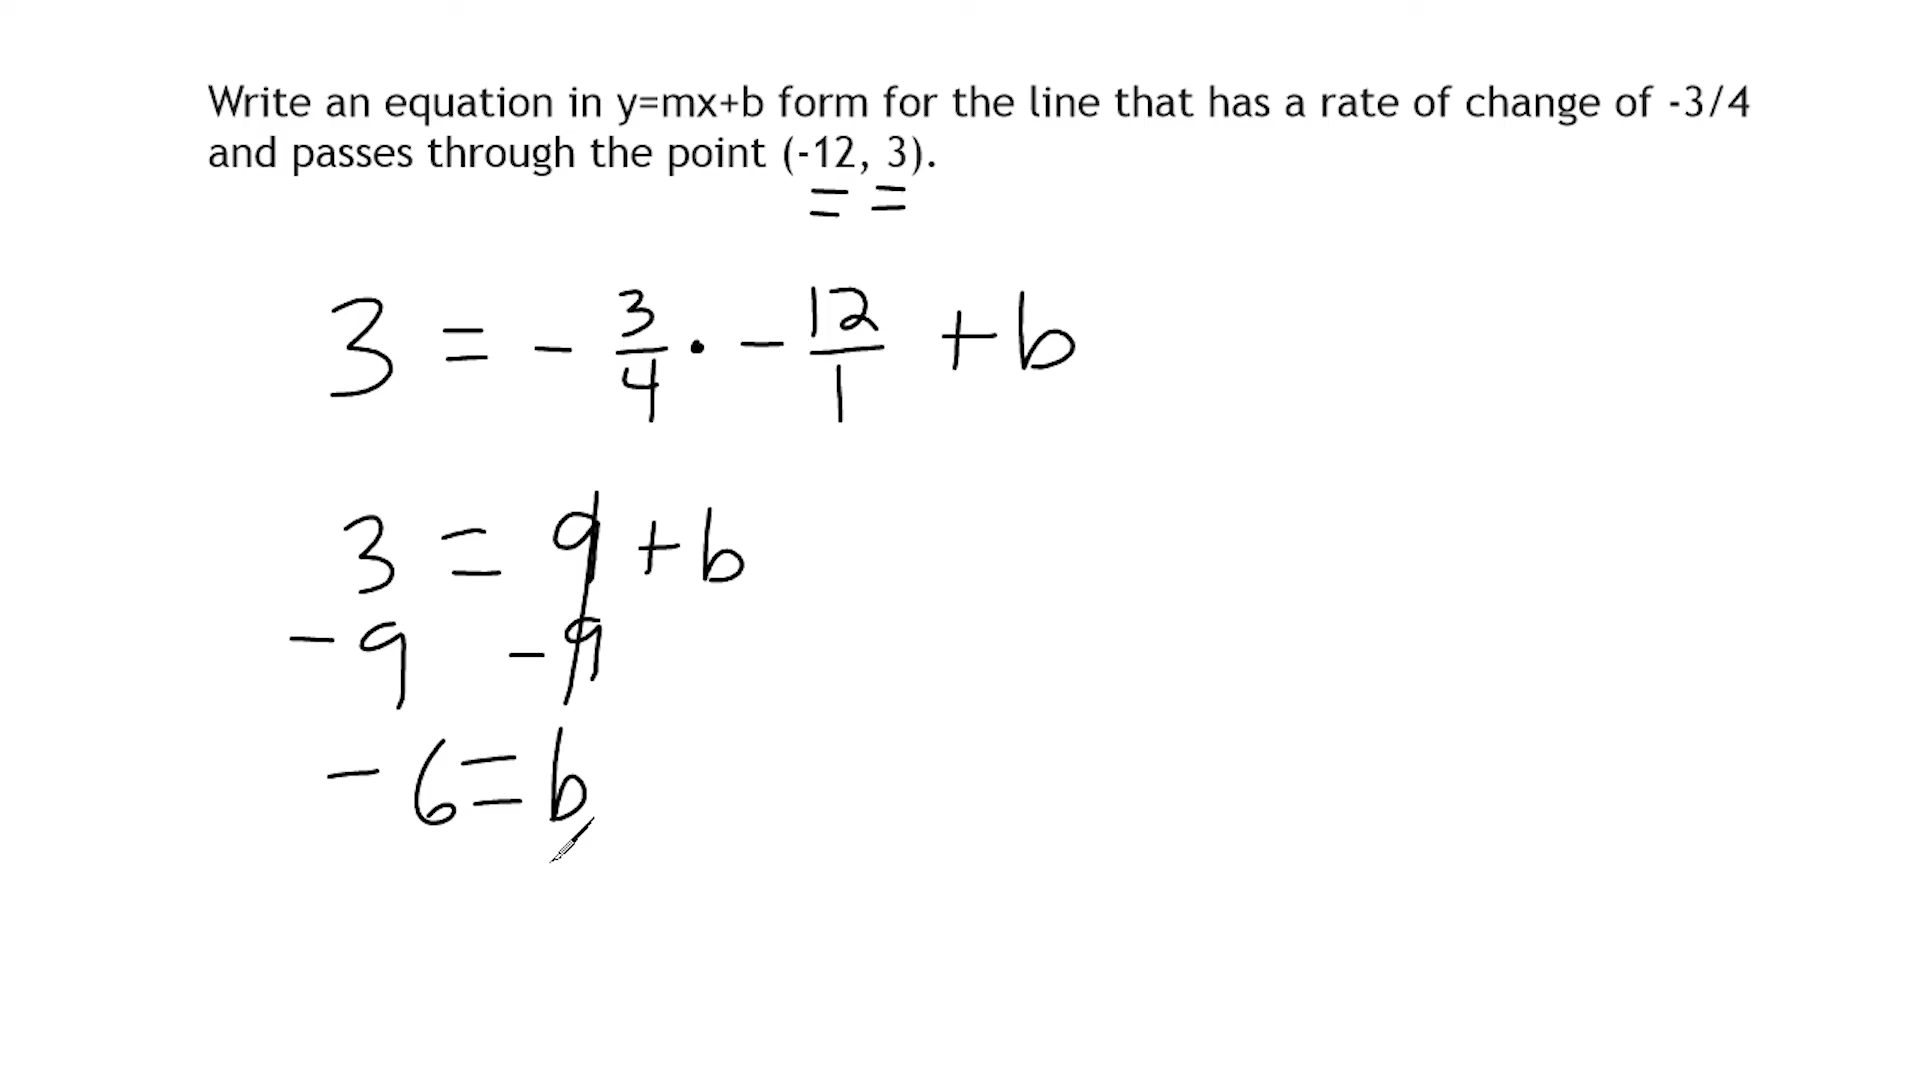 Write an equation in y=mx+b form for the line that has a rate of change of -3/4
and passes through the point (-12, 3).
3 = - 3/4 · - 12/1 + b
3 = 9 + b
- 9 - 9
- 6 = b